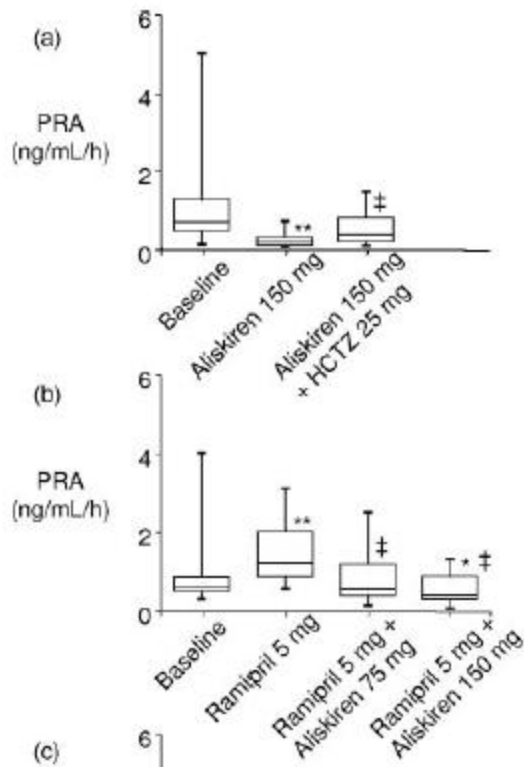 (a)
6
4
PRA
(ng/mL/h)
2
0
**
‡
Baseline
Aliskiren 150 mg
Aliskiren 150 mg
+ HCTZ 25 mg
(b)
6
4
PRA
(ng/mL/h)
2
0
**
‡
* ‡
Baseline
Ramipril 5 mg
Ramipril 5 mg +
Aliskiren 75 mg
Ramipril 5 mg +
Aliskiren 150 mg
(c)
6